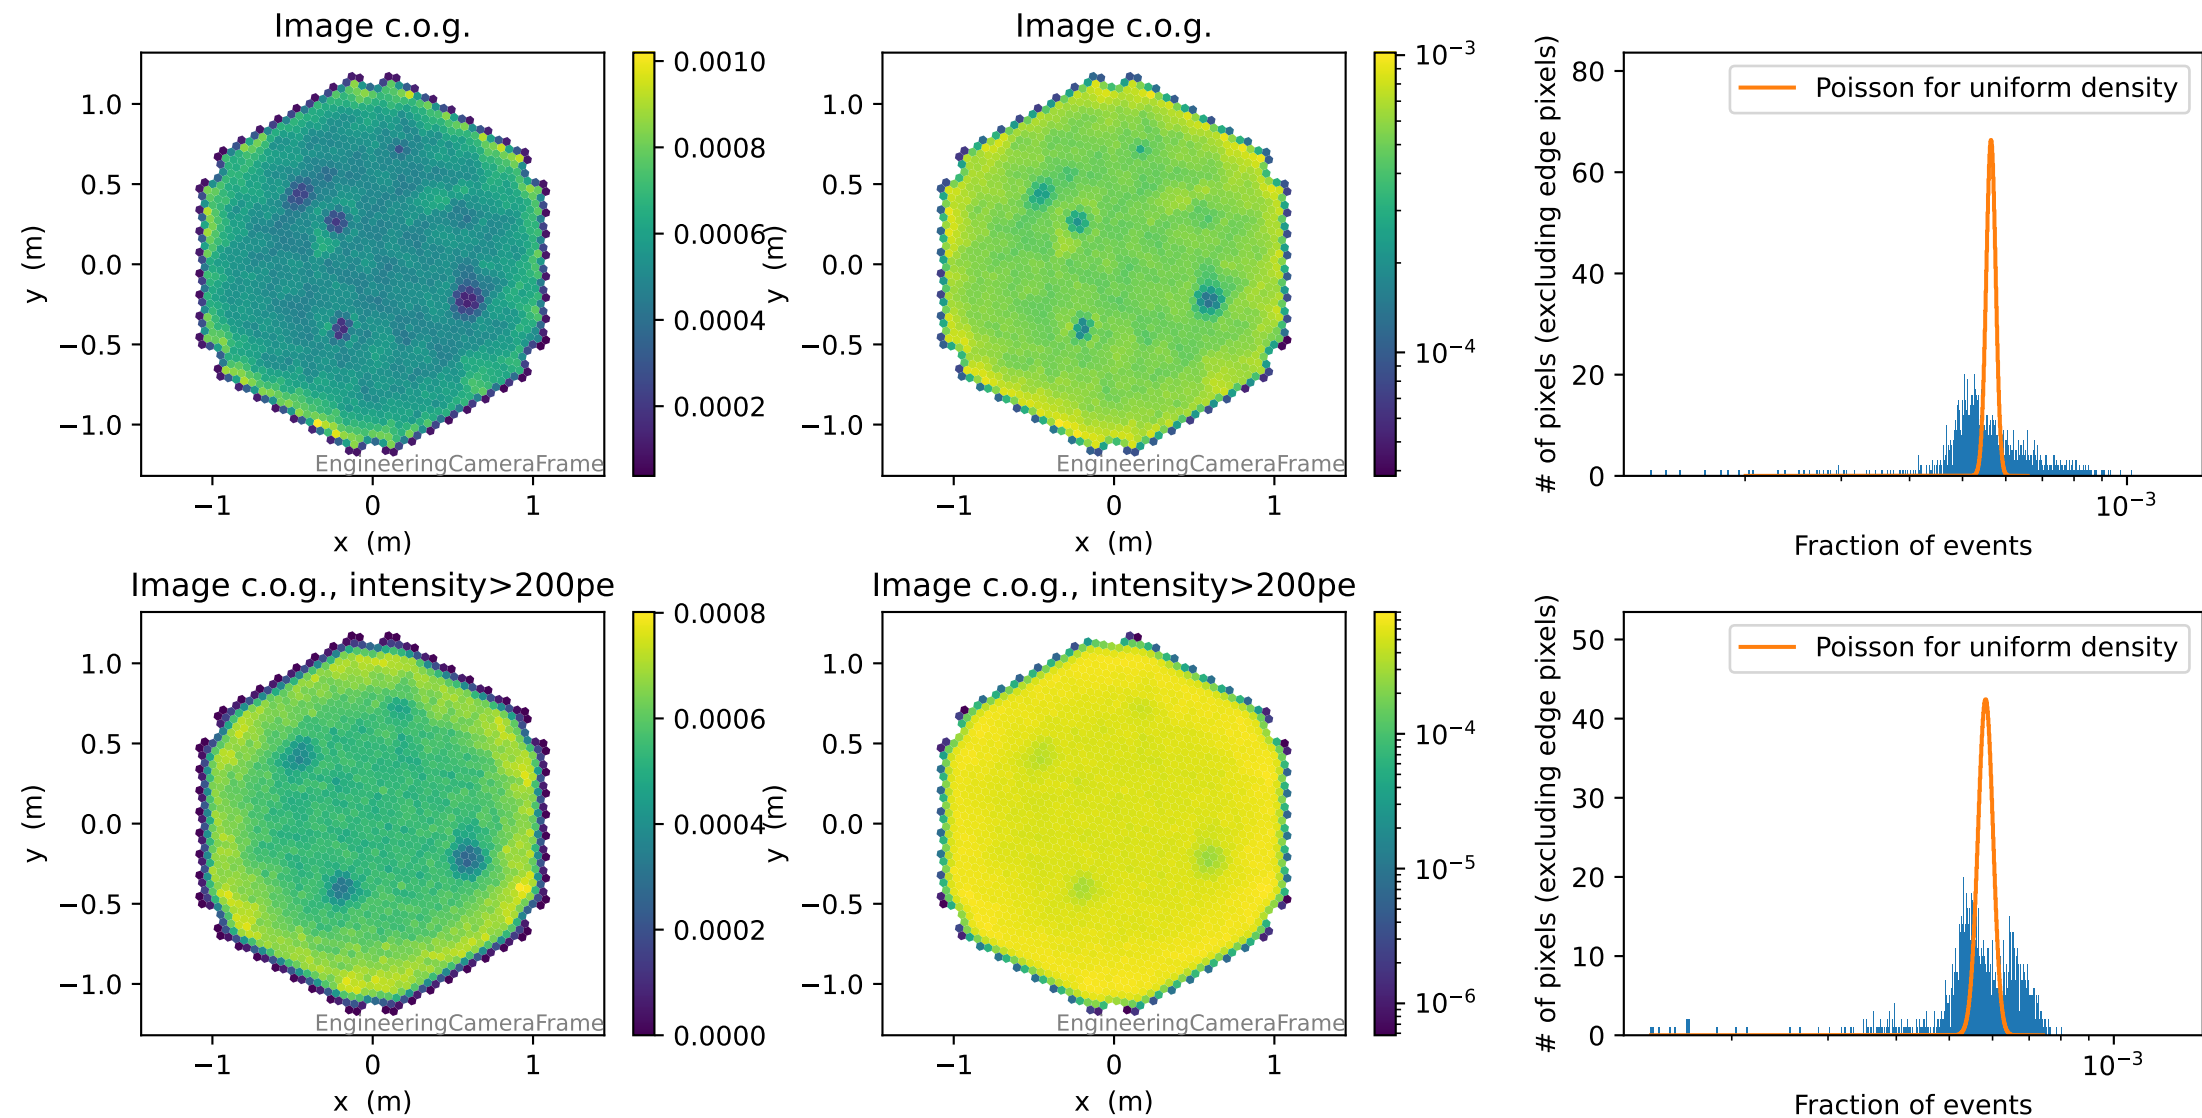 Image c.o.g.
Image c.o.g.
1.0
0.5
0.0
−0.5
−1.0
y (m)
−1
0
1
x (m)
EngineeringCameraFrame
0.0010
0.0008
0.0006
0.0004
0.0002
1.0
0.5
0.0
−0.5
−1.0
y (m)
−1
0
1
x (m)
EngineeringCameraFrame
10⁻³
10⁻⁴
80
60
40
20
0
# of pixels (excluding edge pixels)
Poisson for uniform density
10⁻³
Fraction of events
Image c.o.g., intensity>200pe
Image c.o.g., intensity>200pe
1.0
0.5
0.0
−0.5
−1.0
y (m)
−1
0
1
x (m)
EngineeringCameraFrame
0.0008
0.0006
0.0004
0.0002
0.0000
1.0
0.5
0.0
−0.5
−1.0
y (m)
−1
0
1
x (m)
EngineeringCameraFrame
10⁻⁴
10⁻⁵
10⁻⁶
50
40
30
20
10
0
# of pixels (excluding edge pixels)
Poisson for uniform density
10⁻³
Fraction of events